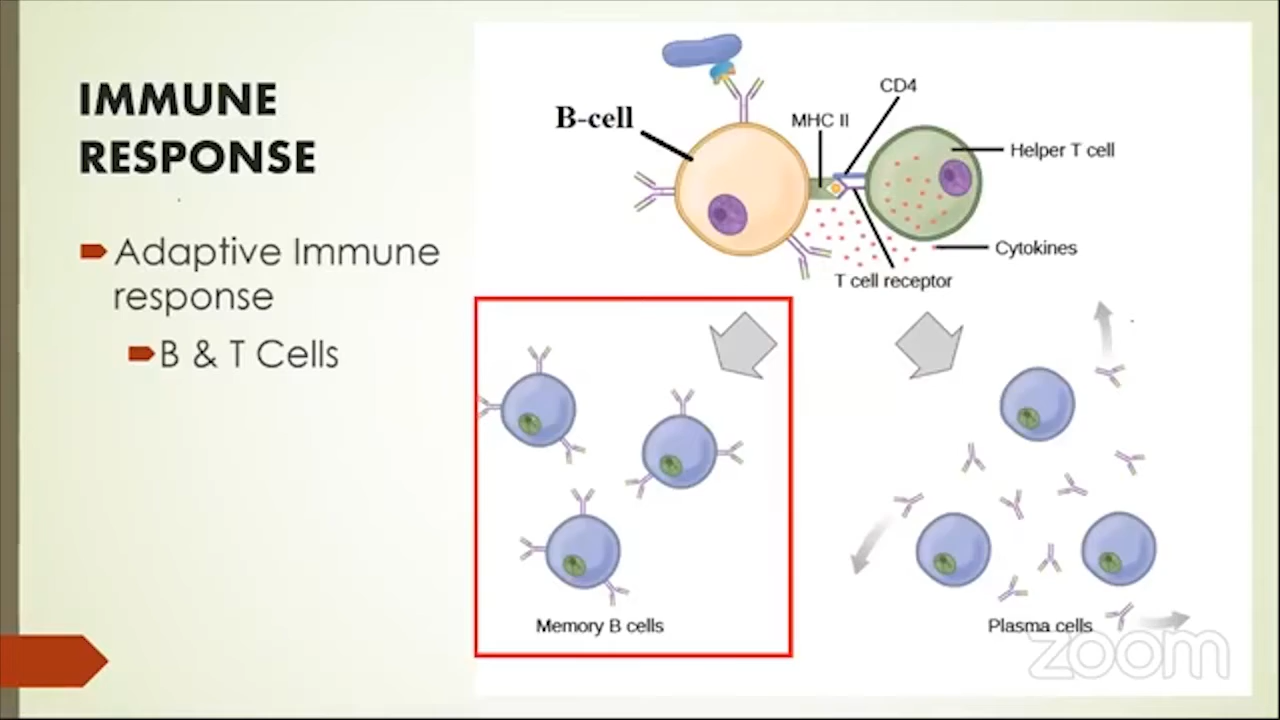 IMMUNE
RESPONSE
Adaptive Immune
response
B & T Cells
B-cell
MHC II
CD4
Helper T cell
Cytokines
T cell receptor
Memory B cells
Plasma cells
zoom